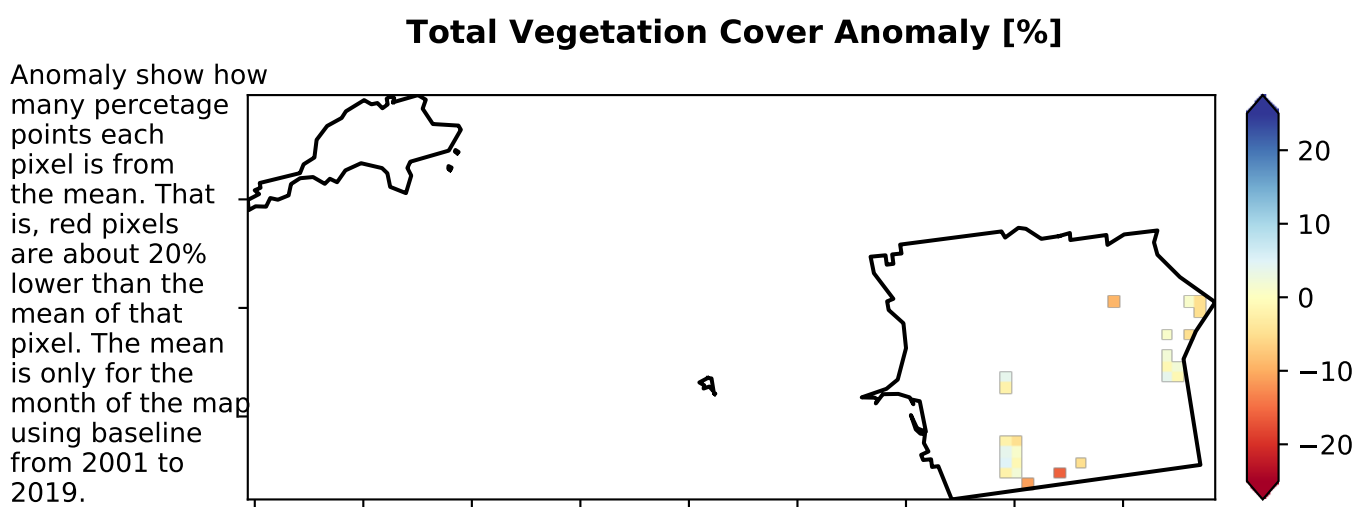 Total Vegetation Cover Anomaly [%]
Anomaly show how
many percetage
points each
pixel is from
the mean. That
is, red pixels
are about 20%
lower than the
mean of that
pixel. The mean
is only for the
month of the map
using baseline
from 2001 to
2019.
20
10
0
−10
−20